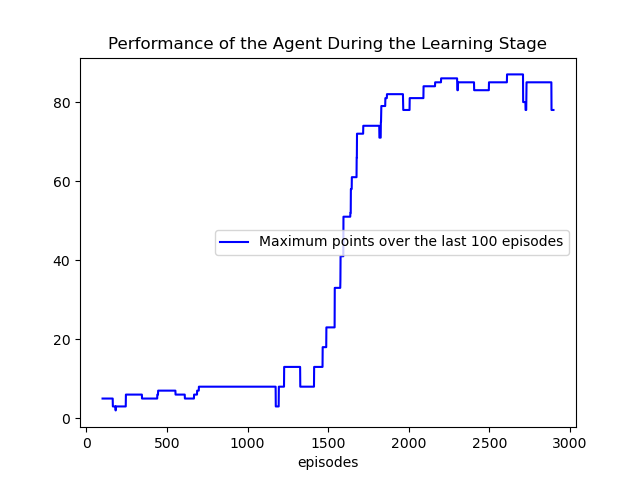 Performance of the Agent During the Learning Stage
80
60
Maximum points over the last 100 episodes
40
20
0
0 500 1000 1500 2000 2500 3000
episodes